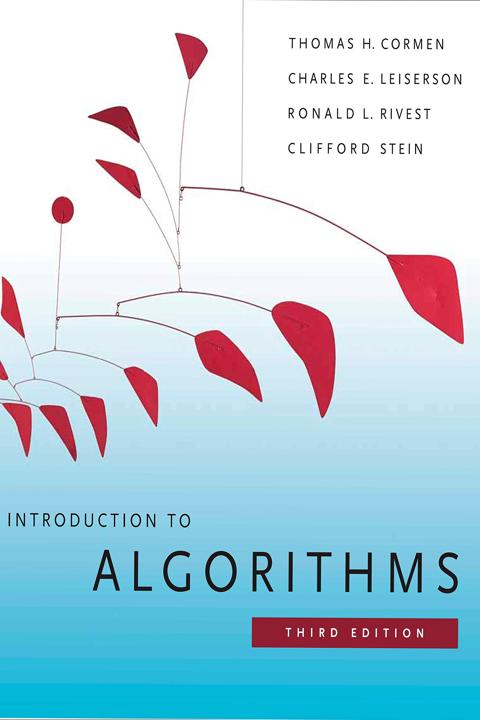 THOMAS H. CORMEN
CHARLES E. LEISERSON
RONALD L. RIVEST
CLIFFORD STEIN
INTRODUCTION TO
ALGORITHMS
THIRD EDITION